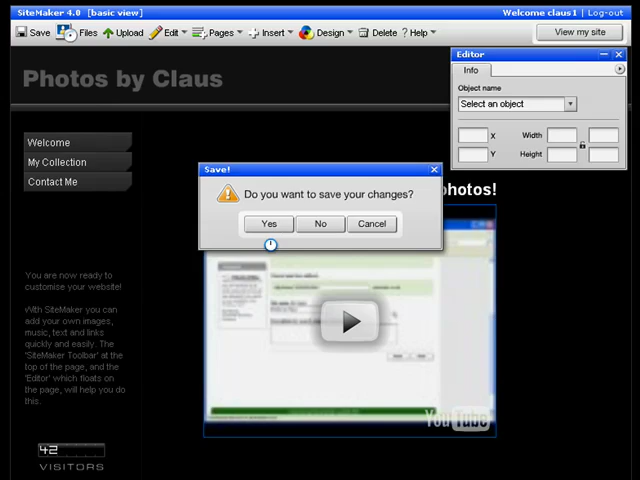 SiteMaker 4.0 [basic view]
Welcome claus1 | Log-out
Save Files Upload Edit Pages Insert Design Delete ? Help
View my site
Photos by Claus
Editor
Info
Object name
Select an object
X Width
Y Height
Welcome
My Collection
Contact Me
Save!
Do you want to save your changes?
Yes No Cancel
photos!
You are now ready to
customise your website!
With SiteMaker you can
add your own images,
music, text and links
quickly and easily. The
'SiteMaker Toolbar' at the
top of the page, and the
'Editor' which floats on
the page, will help you do
this.
YouTube
42
VISITORS